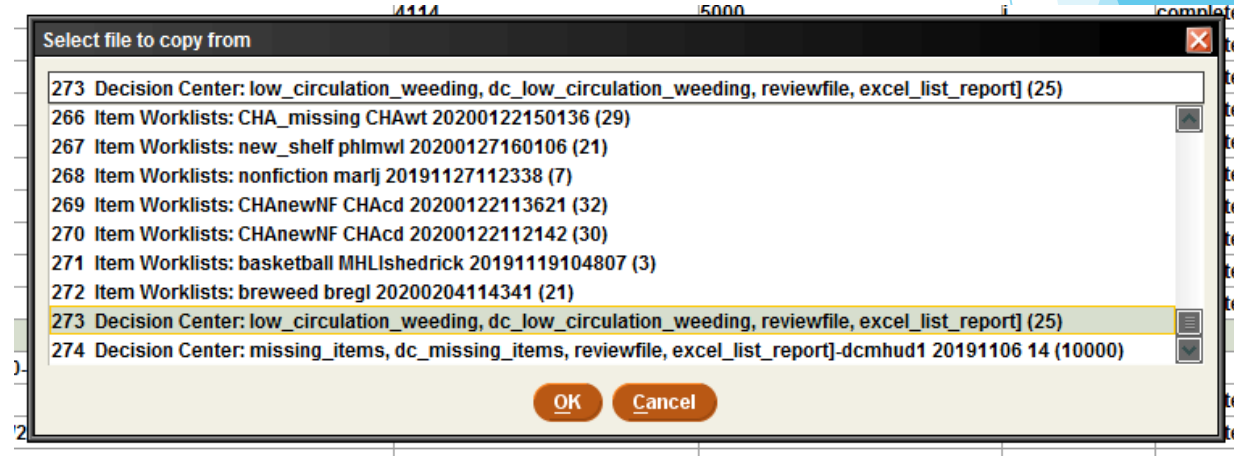 4114 5000 i complete
Select file to copy from
273 Decision Center: low_circulation_weeding, dc_low_circulation_weeding, reviewfile, excel_list_report] (25)
266 Item Worklists: CHA_missing CHAwt 20200122150136 (29)
267 Item Worklists: new_shelf phlmwl 20200127160106 (21)
268 Item Worklists: nonfiction marlj 20191127112338 (7)
269 Item Worklists: CHAnewNF CHAcd 20200122113621 (32)
270 Item Worklists: CHAnewNF CHAcd 20200122112142 (30)
271 Item Worklists: basketball MHLlshedrick 20191119104807 (3)
272 Item Worklists: breweed bregl 20200204114341 (21)
273 Decision Center: low_circulation_weeding, dc_low_circulation_weeding, reviewfile, excel_list_report] (25)
274 Decision Center: missing_items, dc_missing_items, reviewfile, excel_list_report]-dcmhud1 20191106 14 (10000)
OK Cancel